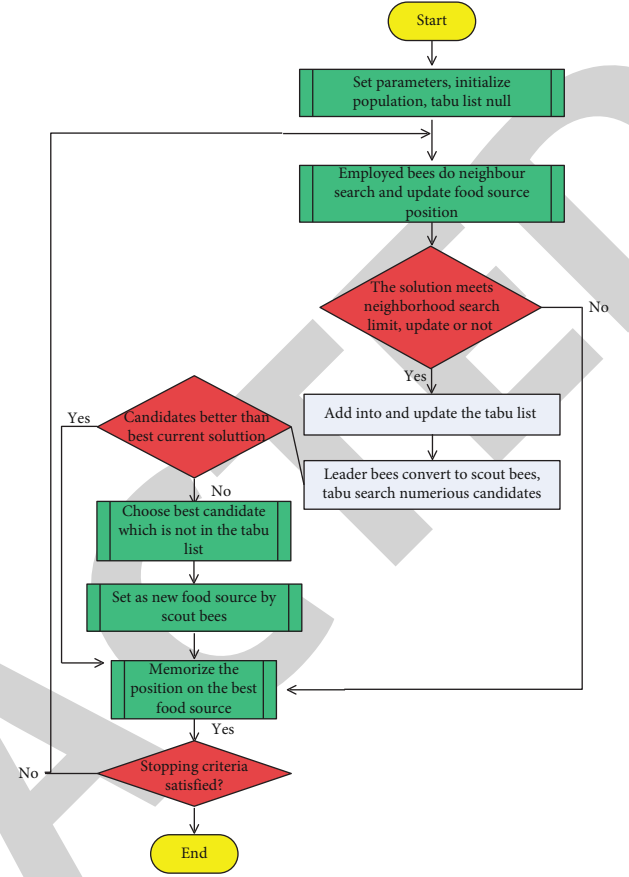 Start
Set parameters, initialize
population, tabu list null
Employed bees do neighbour
search and update food source
position
The solution meets
neighborhood search
limit, update or not
No
Yes
Add into and update the tabu list
Leader bees convert to scout bees,
tabu search numerious candidates
Candidates better than
best current soluttion
Yes
No
Choose best candidate
which is not in the tabu
list
Set as new food source by
scout bees
Memorize the
position on the best
food source
Yes
Stopping criteria
satisfied?
No
End